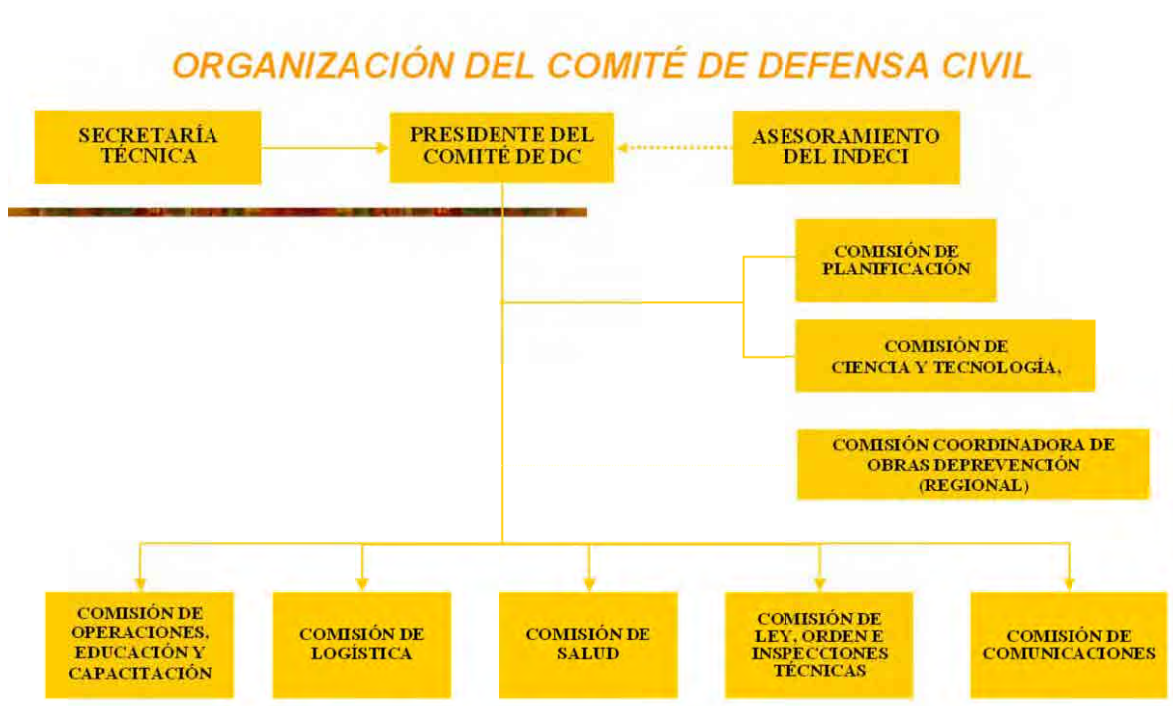 ORGANIZACIÓN DEL COMITÉ DE DEFENSA CIVIL
SECRETARÍA
TÉCNICA
PRESIDENTE DEL
COMITÉ DE DC
ASESORAMIENTO
DEL INDECI
COMISIÓN DE
PLANIFICACIÓN
COMISIÓN DE
CIENCIA Y TECNOLOGÍA,
COMISIÓN COORDINADORA DE
OBRAS DEPREVENCIÓN
(REGIONAL)
COMISIÓN DE
OPERACIONES,
EDUCACIÓN Y
CAPACITACIÓN
COMISIÓN DE
LOGÍSTICA
COMISIÓN DE
SALUD
COMISIÓN DE
LEY, ORDEN E
INSPECCIONES
TÉCNICAS
COMISIÓN DE
COMUNICACIONES